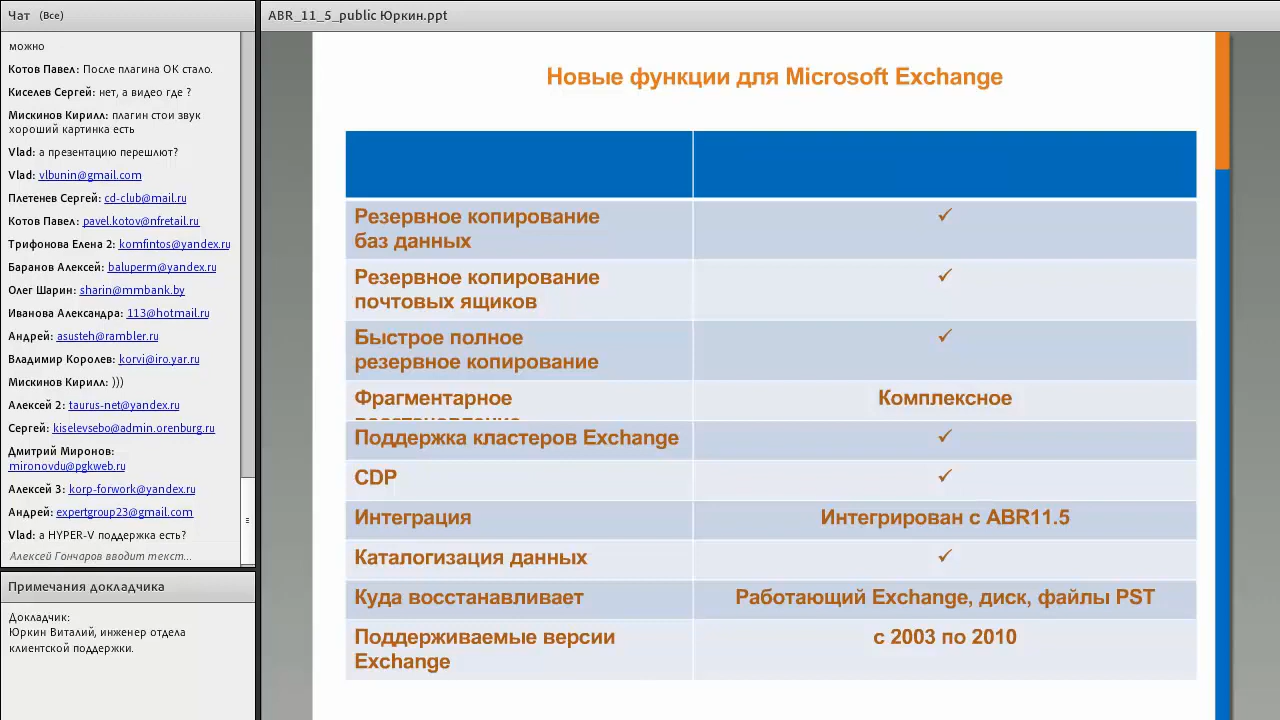 Чат (Все)
можно
Котов Павел: После плагина ОК стало.
Киселев Сергей: нет, а видео где ?
Мискинов Кирилл: плагин стои звук
хороший картинка есть
Vlad: а презентацию перешлют?
Vlad: vlbunin@gmail.com
Плетенев Сергей: cd-club@mail.ru
Котов Павел: pavel.kotov@nfretail.ru
Трифонова Елена 2: komfintos@yandex.ru
Баранов Алексей: baluperm@yandex.ru
Олег Шарин: sharin@mmbank.by
Иванова Александра: 113@hotmail.ru
Андрей: asusteh@rambler.ru
Владимир Королев: korvi@iro.yar.ru
Мискинов Кирилл: )))
Алексей 2: taurus-net@yandex.ru
Сергей: kiselevsebo@admin.orenburg.ru
Дмитрий Миронов:
mironovdu@pgkweb.ru
Алексей 3: korp-forwork@yandex.ru
Андрей: expertgroup23@gmail.com
Vlad: а HYPER-V поддержка есть?
Алексей Гончаров вводит текст...
Примечания докладчика
Докладчик:
Юркин Виталий, инженер отдела
клиентской поддержки.
ABR_11_5_public Юркин.ppt
Новые функции для Microsoft Exchange
Резервное копирование
баз данных
✓
Резервное копирование
почтовых ящиков
✓
Быстрое полное
резервное копирование
✓
Фрагментарное
Комплексное
Поддержка кластеров Exchange
✓
CDP
✓
Интеграция
Интегрирован с ABR11.5
Каталогизация данных
✓
Куда восстанавливает
Работающий Exchange, диск, файлы PST
Поддерживаемые версии
Exchange
с 2003 по 2010